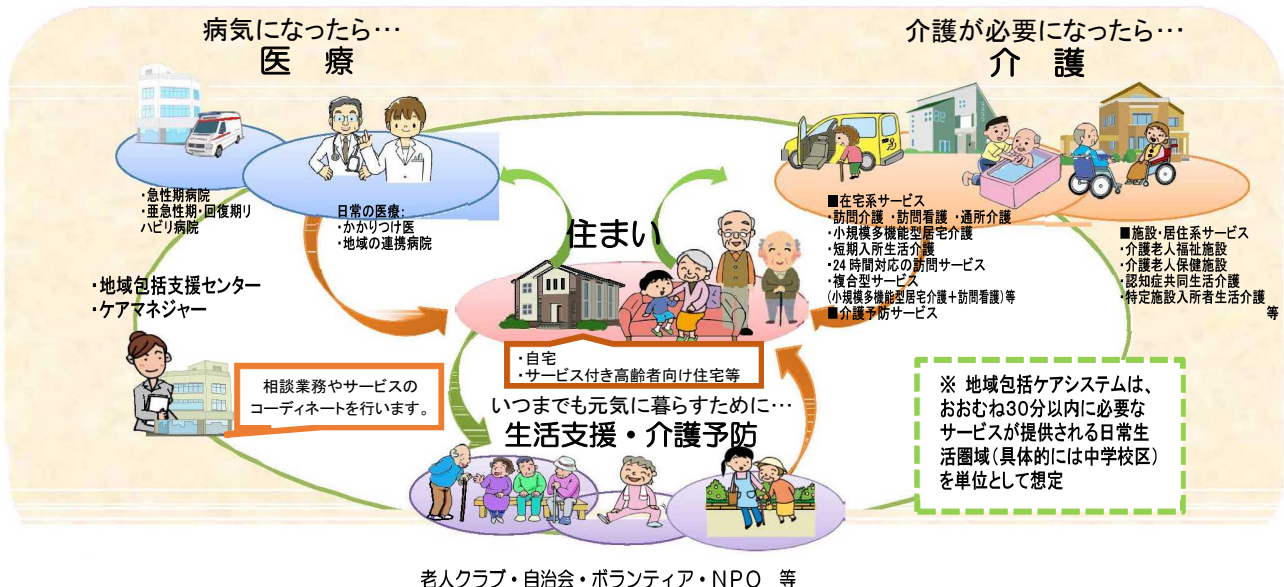 病気になったら…
医 療
・急性期病院
・亜急性期・回復期リ
ハビリ病院
日常の医療:
・かかりつけ医
・地域の連携病院
介護が必要になったら…
介 護
■在宅系サービス
・訪問介護 ・訪問看護 ・通所介護
・小規模多機能型居宅介護
・短期入所生活介護
・24時間対応の訪問サービス
・複合型サービス
(小規模多機能型居宅介護+訪問看護)等
■介護予防サービス
■施設・居住系サービス
・介護老人福祉施設
・介護老人保健施設
・認知症共同生活介護
・特定施設入所者生活介護
等
住まい
・自宅
・サービス付き高齢者向け住宅等
・地域包括支援センター
・ケアマネジャー
相談業務やサービスの
コーディネートを行います。
いつまでも元気に暮らすために…
生活支援・介護予防
※ 地域包括ケアシステムは、
おおむね30分以内に必要な
サービスが提供される日常生
活圏域(具体的には中学校区)
を単位として想定
老人クラブ・自治会・ボランティア・NPO 等